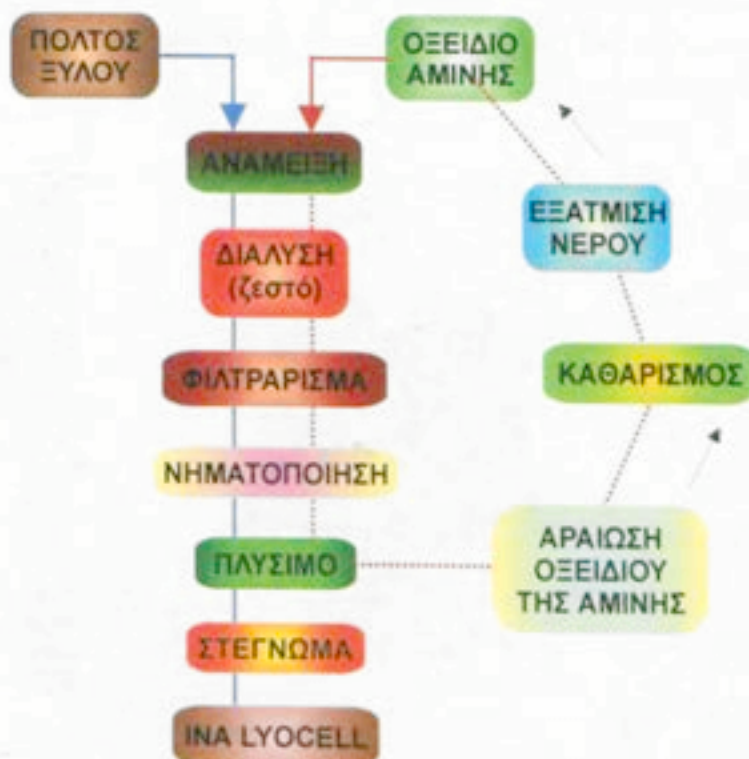 ΠΟΛΤΟΣ
ΞΥΛΟΥ
ΟΞΕΙΔΙΟ
ΑΜΙΝΗΣ
ΑΝΑΜΕΙΞΗ
ΔΙΑΛΥΣΗ
(ζεστό)
ΦΙΛΤΡΑΡΙΣΜΑ
ΝΗΜΑΤΟΠΟΙΗΣΗ
ΠΛΥΣΙΜΟ
ΣΤΕΓΝΩΜΑ
ΙΝΑ LYOCELL
ΕΞΑΤΜΙΣΗ
ΝΕΡΟΥ
ΚΑΘΑΡΙΣΜΟΣ
ΑΡΑΙΩΣΗ
ΟΞΕΙΔΙΟΥ
ΤΗΣ ΑΜΙΝΗΣ